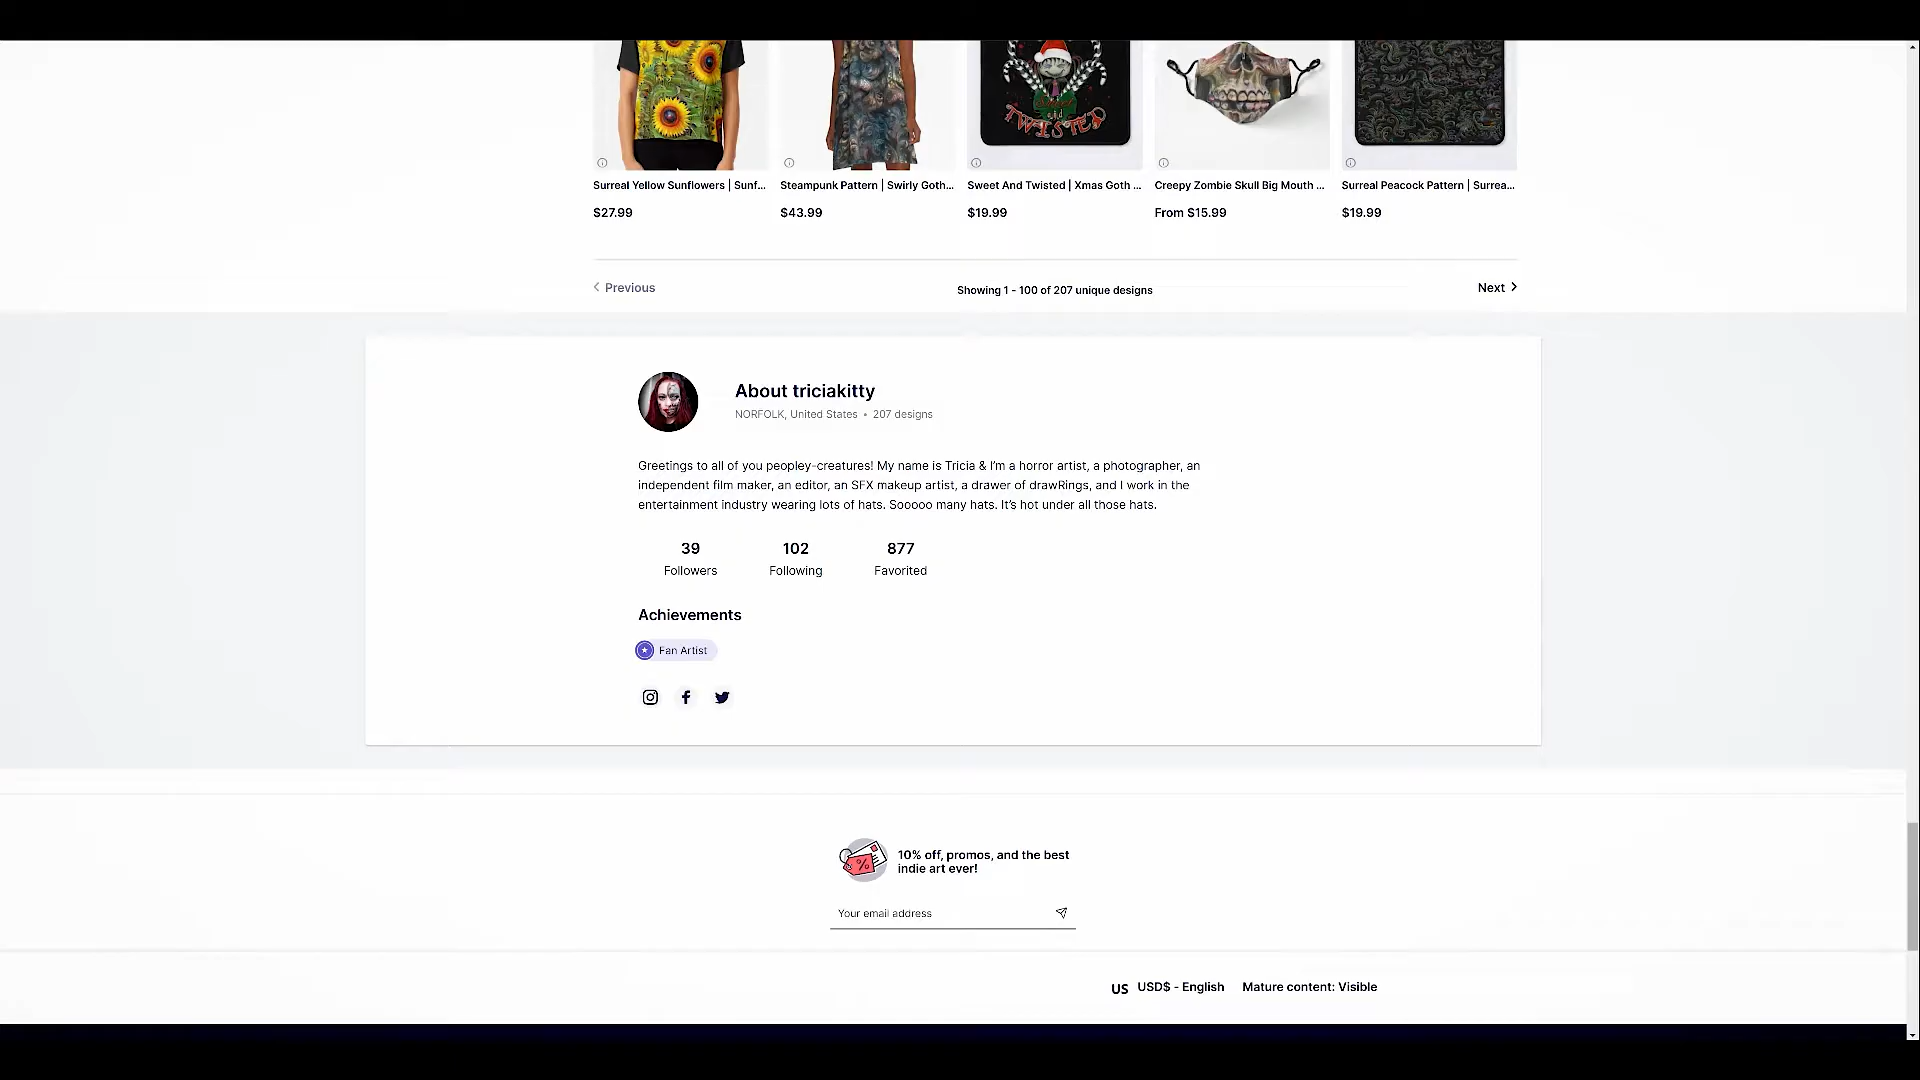 TWISTED
Surreal Yellow Sunflowers | Sunf...
Steampunk Pattern | Swirly Goth...
Sweet And Twisted | Xmas Goth ...
Creepy Zombie Skull Big Mouth ...
Surreal Peacock Pattern | Surrea...
$27.99
$43.99
$19.99
From $15.99
$19.99
Previous
Showing 1 - 100 of 207 unique designs
Next
About triciakitty
NORFOLK, United States • 207 designs
Greetings to all of you peopley-creatures! My name is Tricia & I'm a horror artist, a photographer, an
independent film maker, an editor, an SFX makeup artist, a drawer of drawRings, and I work in the
entertainment industry wearing lots of hats. Sooooo many hats. It's hot under all those hats.
39
Followers
102
Following
877
Favorited
Achievements
Fan Artist
10% off, promos, and the best
indie art ever!
Your email address
US USD$ - English
Mature content: Visible